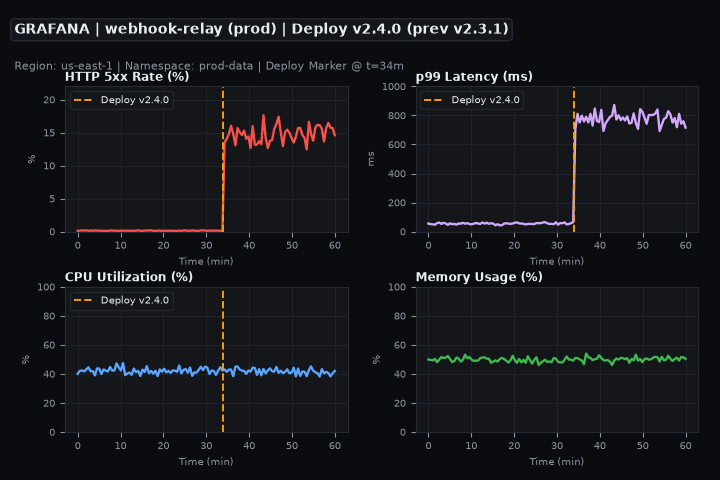 GRAFANA | webhook-relay (prod) | Deploy v2.4.0 (prev v2.3.1)
Region: us-east-1 | Namespace: prod-data | Deploy Marker @ t=34m
HTTP 5xx Rate (%)
Deploy v2.4.0
%
20
15
10
5
0
0 10 20 30 40 50 60
Time (min)
p99 Latency (ms)
Deploy v2.4.0
ms
1000
800
600
400
200
0
0 10 20 30 40 50 60
Time (min)
CPU Utilization (%)
Deploy v2.4.0
%
100
80
60
40
20
0
0 10 20 30 40 50 60
Time (min)
Memory Usage (%)
%
100
80
60
40
20
0
0 10 20 30 40 50 60
Time (min)